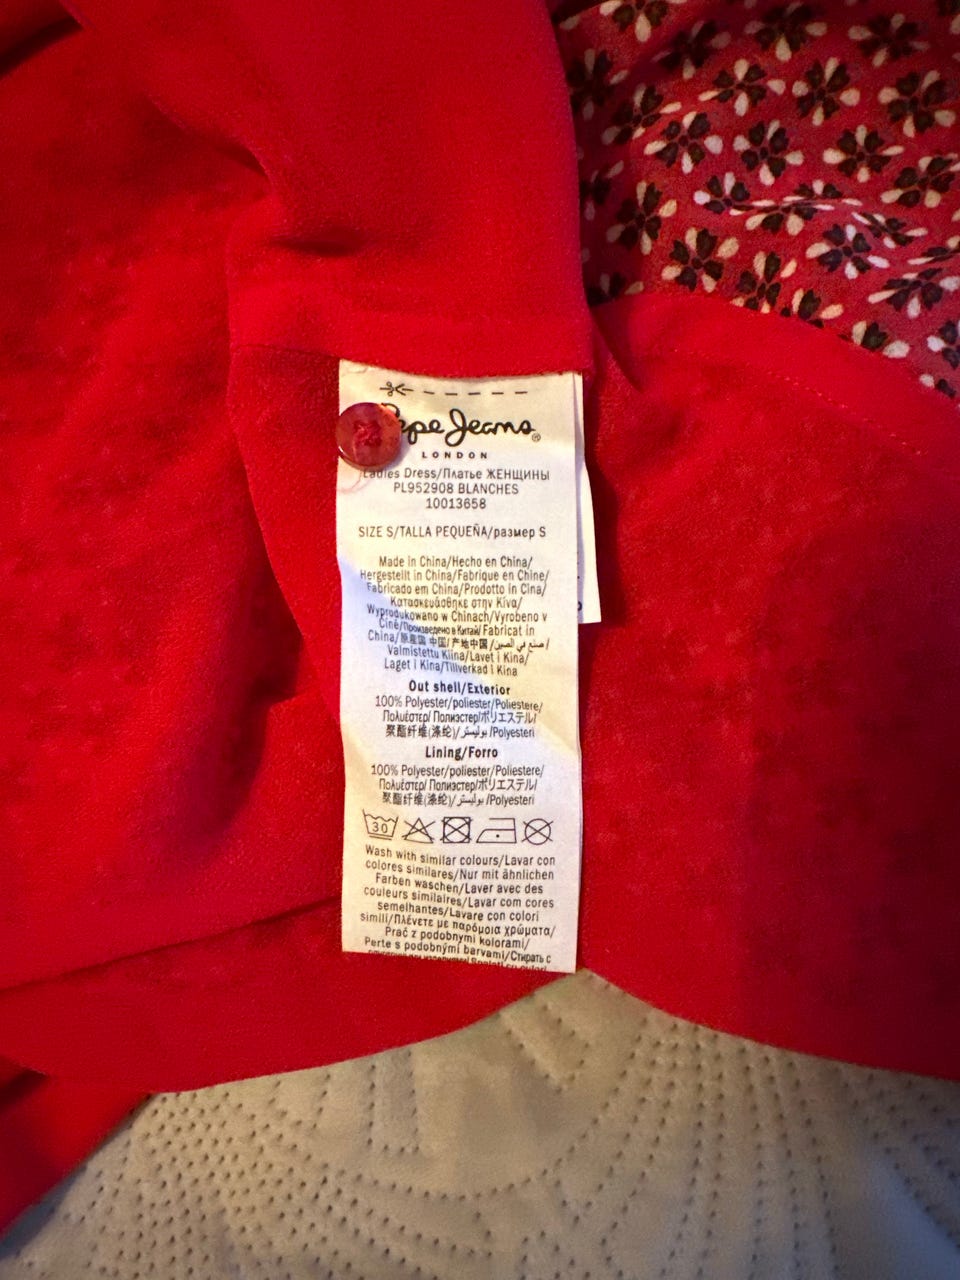 Pepe Jeans®
LONDON
Ladies Dress/Платье ЖЕНЩИНЫ
PL952908 BLANCHES
10013658
SIZE S/TALLA PEQUEÑA/размер S
Made in China/Hecho en China/
Hergestellt in China/Fabrique en Chine/
Fabricado em China/Prodotto in Cina/
Κατασκευάσθηκε στην Κίνα/
Wyprodukowano w Chinach/Vyrobeno v
Číně/Произведено в Китай/Fabricat in
China/原産国 中国/产地中国/صنع في الصين/
Valmistettu Kiina/Lavet i Kina/
Laget i Kina/Tillverkad i Kina
Out shell/Exterior
100% Polyester/poliester/Poliestere/
Πολυέστερ/ Полиэстер/ポリエステル/
聚酯纤维(涤纶)/بوليستر/Polyesteri
Lining/Forro
100% Polyester/poliester/Poliestere/
Πολυέστερ/ Полиэстер/ポリエステル/
聚酯纤维(涤纶)/بوليستر/Polyesteri
30
Wash with similar colours/Lavar con
colores similares/Nur mit ähnlichen
Farben waschen/Laver avec des
couleurs similaires/Lavar com cores
semelhantes/Lavare con colori
simili/Πλένετε με παρόμοια χρώματα/
Prać z podobnymi kolorami/
Perte s podobnými barvami/Стирать с